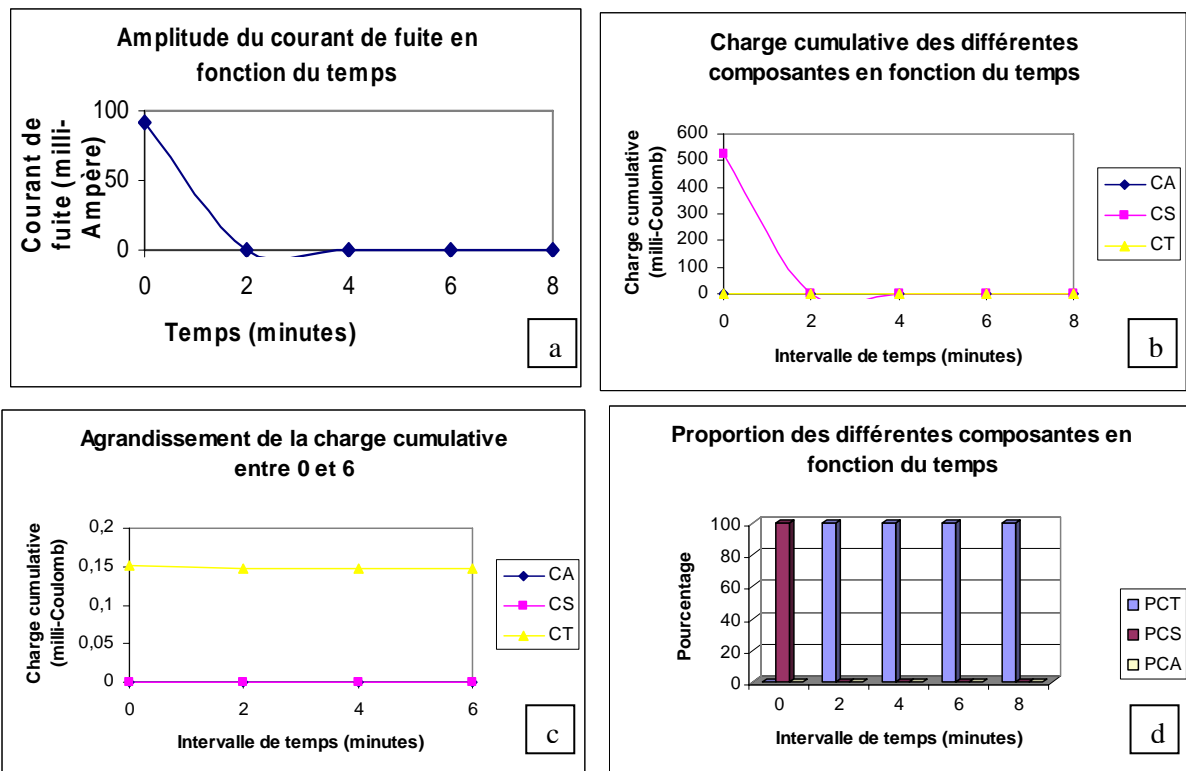 Amplitude du courant de fuite en
fonction du temps
Courant de
fuite (milli-
Ampère)
100
50
0
0 2 4 6 8
Temps (minutes)
a
Charge cumulative des différentes
composantes en fonction du temps
Charge cumulative
(milli-Coulomb)
600
500
400
300
200
100
0
0 2 4 6 8
Intervalle de temps (minutes)
CA
CS
CT
b
Agrandissement de la charge cumulative
entre 0 et 6
Charge cumulative
(milli-Coulomb)
0,2
0,15
0,1
0,05
0
0 2 4 6
Intervalle de temps (minutes)
CA
CS
CT
c
Proportion des différentes composantes en
fonction du temps
Pourcentage
100
80
60
40
20
0
0 2 4 6 8
Intervalle de temps (minutes)
PCT
PCS
PCA
d